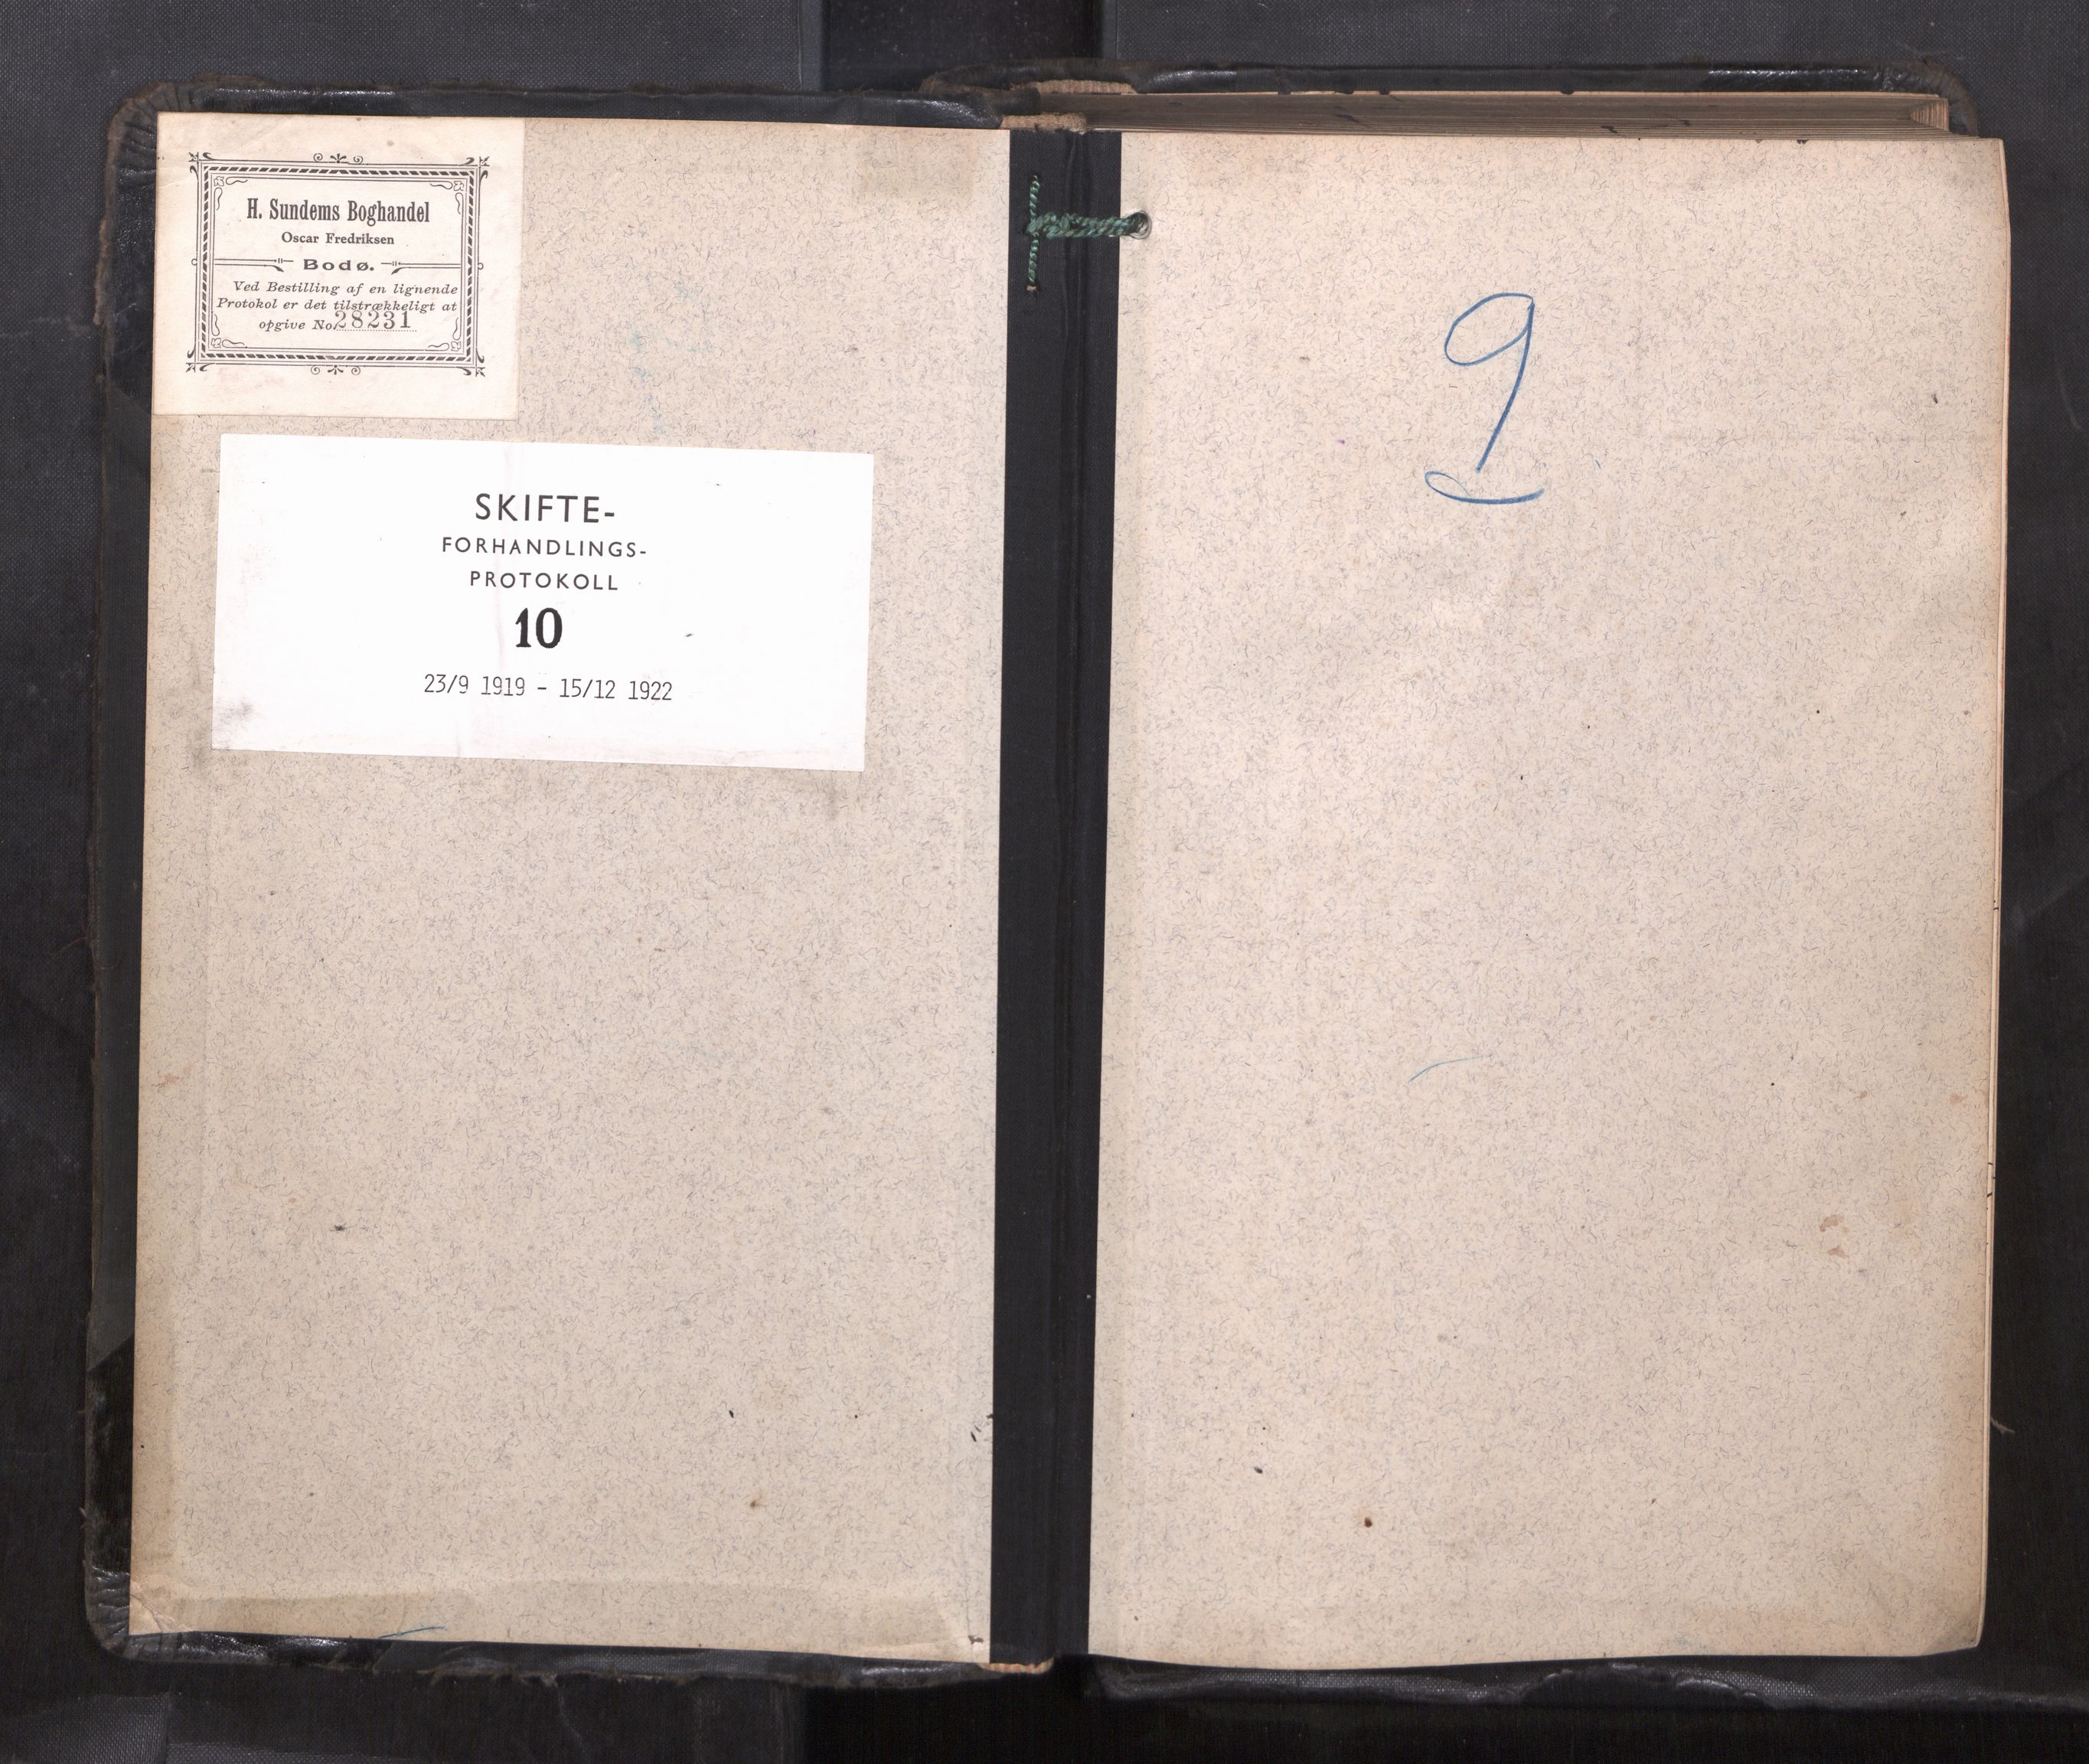 H. Sundems Boghandel
Oscar Fredriksen
Bodø.
Ved Bestilling af en lignende
Protokol er det tilstrækkeligt at
opgive No. 28231
SKIFTE-
FORHANDLINGS-
PROTOKOLL
10
23/9 1919 - 15/12 1922
9